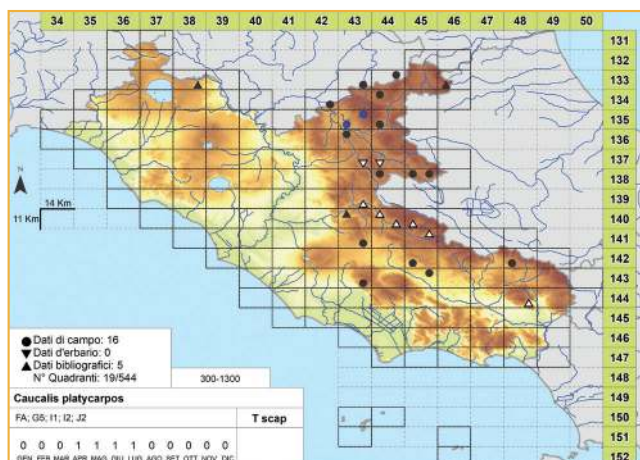 34 35 36 37 38 39 40 41 42 43 44 45 46 47 48 49 50
131
132
133
134
135
136
137
138
139
140
141
142
143
144
145
146
147
148
149
150
151
152
N
14 Km
11 Km
Dati di campo: 16
Dati d'erbario: 0
Dati bibliografici: 5
N° Quadranti: 19/544
300-1300
Caucalis platycarpos
FA; G5; I1; I2; J2
T scap
0 0 0 1 1 1 1 0 0 0 0 0
GEN FEB MAR APR MAG GIU LUG AGO SET OTT NOV DIC